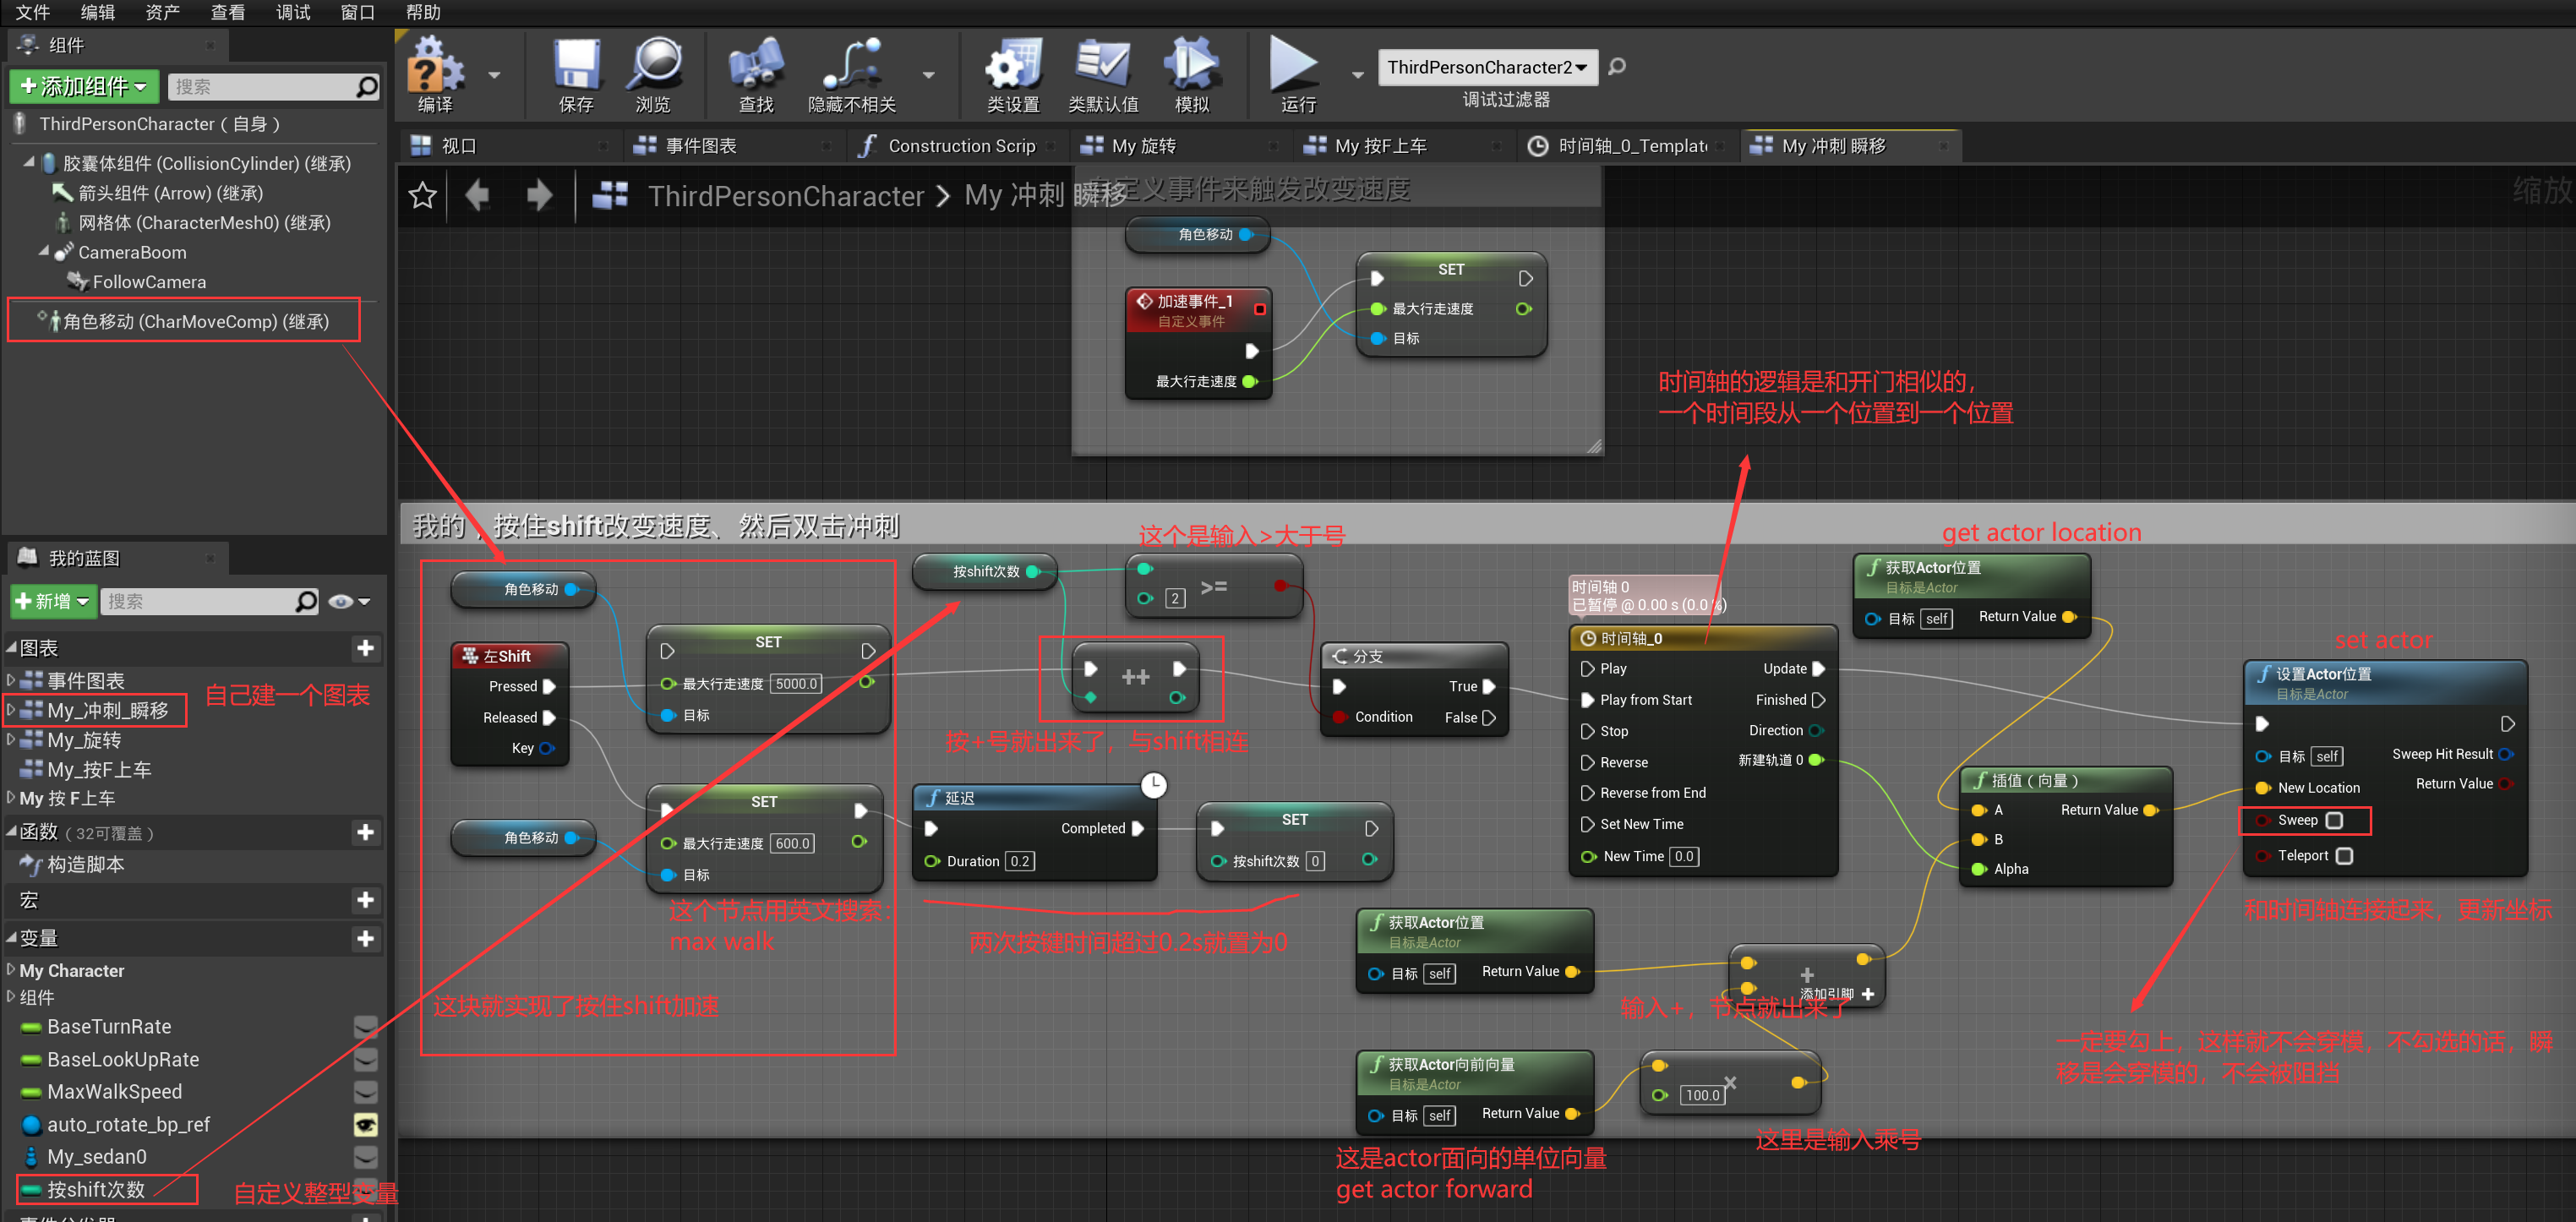 文件 编辑 资产 查看 调试 窗口 帮助
组件
添加组件 搜索
ThirdPersonCharacter（自身）
胶囊体组件 (CollisionCylinder) (继承)
箭头组件 (Arrow) (继承)
网格体 (CharacterMesh0) (继承)
CameraBoom
FollowCamera
角色移动 (CharMoveComp) (继承)
编译 保存 浏览 查找 隐藏不相关 类设置 类默认值 模拟 运行
ThirdPersonCharacter2
调试过滤器
视口 事件图表 Construction Scrip My 旋转 My 按F上车 时间轴_0_Templat My 冲刺 瞬移
ThirdPersonCharacter > My 冲刺 瞬移
定义事件来触发改变速度
缩放
角色移动
SET
最大行走速度
目标
加速事件_1
自定义事件
最大行走速度
时间轴的逻辑是和开门相似的，
一个时间段从一个位置到一个位置
我的，按住shift改变速度、然后双击冲刺
角色移动
左Shift
Pressed
Released
Key
SET
最大行走速度 5000.0
目标
角色移动
SET
最大行走速度 600.0
目标
这个节点用英文搜索：
max walk
这块就实现了按住shift加速
按shift次数
这个是输入>大于号
>=
2
++
按+号就出来了，与shift相连
延迟
Completed
Duration 0.2
SET
按shift次数 0
两次按键时间超过0.2s就置为0
分支
True
Condition False
时间轴 0
已暂停 @ 0.00 s (0.0 %)
时间轴_0
Play Update
Play from Start Finished
Stop Direction
Reverse 新建轨道 0
Reverse from End
Set New Time
New Time 0.0
get actor location
获取Actor位置
目标是Actor
目标 self Return Value
插值（向量）
A Return Value
B
Alpha
set actor
设置Actor位置
目标是Actor
目标 self Sweep Hit Result
New Location Return Value
Sweep
Teleport
和时间轴连接起来，更新坐标
一定要勾上，这样就不会穿模，不勾选的话，瞬
移是会穿模的，不会被阻挡
获取Actor位置
目标是Actor
目标 self Return Value
+
添加引脚 +
输入+，节点就出来了
获取Actor向前向量
目标是Actor
目标 self Return Value
100.0 ×
这里是输入乘号
这是actor面向的单位向量
get actor forward
我的蓝图
新增 搜索
图表
事件图表
自己建一个图表
My_冲刺_瞬移
My_旋转
My_按F上车
My 按 F上车
函数（32可覆盖）
构造脚本
宏
变量
My Character
组件
BaseTurnRate
BaseLookUpRate
MaxWalkSpeed
auto_rotate_bp_ref
My_sedan0
按shift次数
自定义整型变量